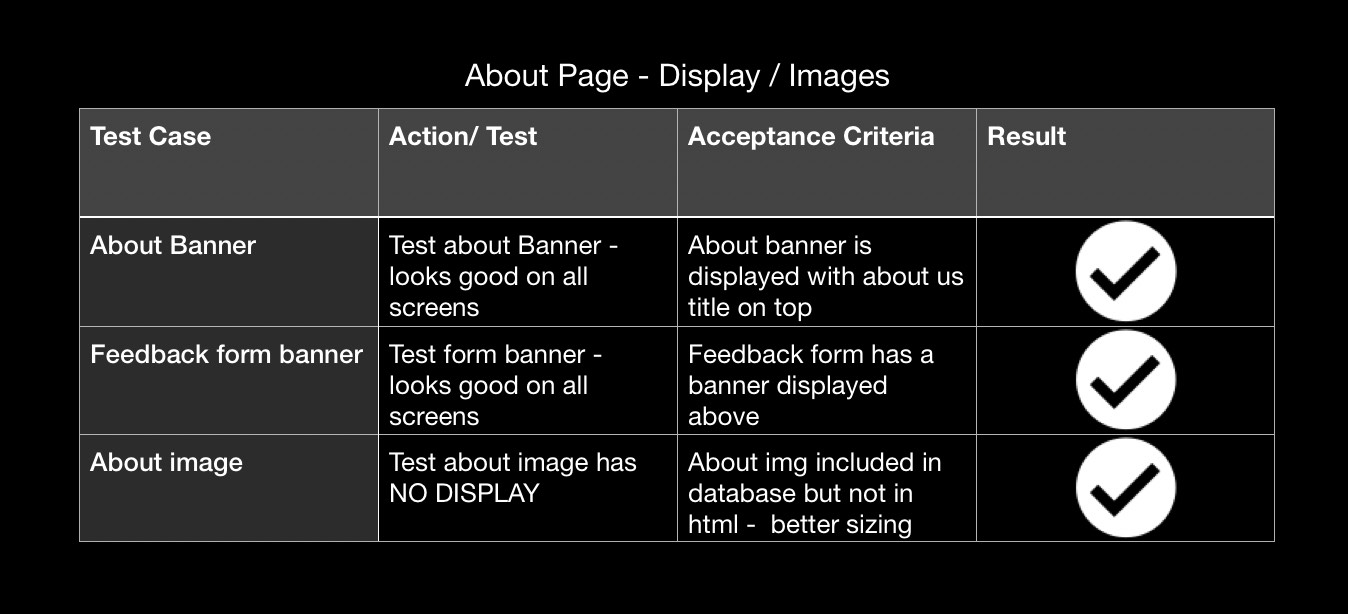 About Page - Display / Images
Test Case
Action/ Test
Acceptance Criteria
Result
About Banner
Test about Banner -
looks good on all
screens
About banner is
displayed with about us
title on top
Feedback form banner
Test form banner -
looks good on all
screens
Feedback form has a
banner displayed
above
About image
Test about image has
NO DISPLAY
About img included in
database but not in
html -  better sizing